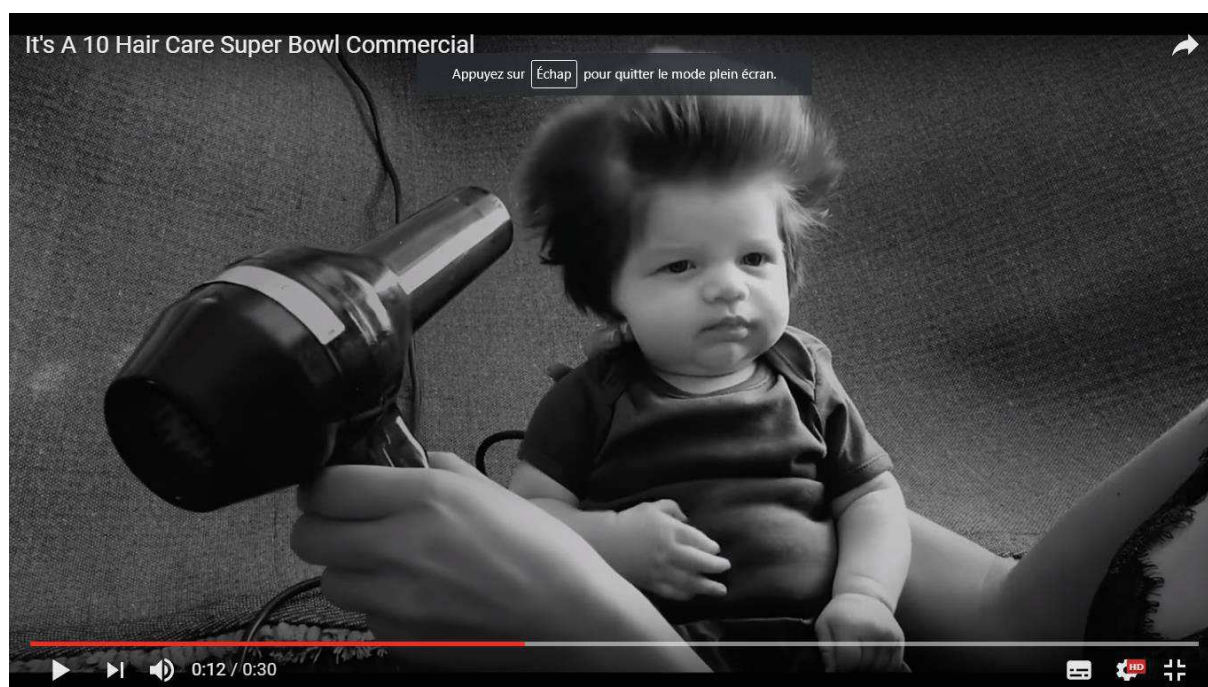 It's A 10 Hair Care Super Bowl Commercial
Appuyez sur Échap pour quitter le mode plein écran.
0:12 / 0:30
HD